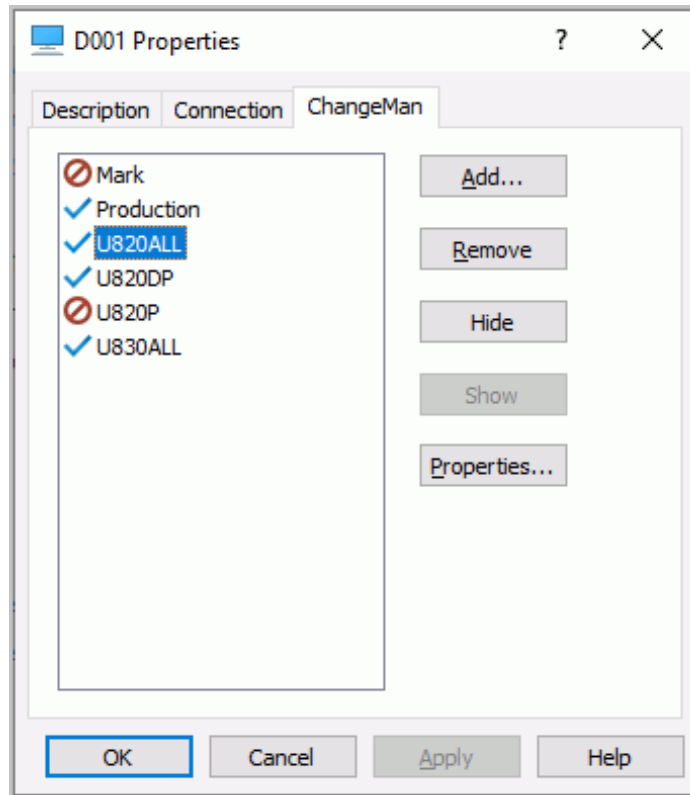 D001 Properties
Description Connection ChangeMan
Mark
Production
U820ALL
U820DP
U820P
U830ALL
Add...
Remove
Hide
Show
Properties...
OK Cancel Apply Help